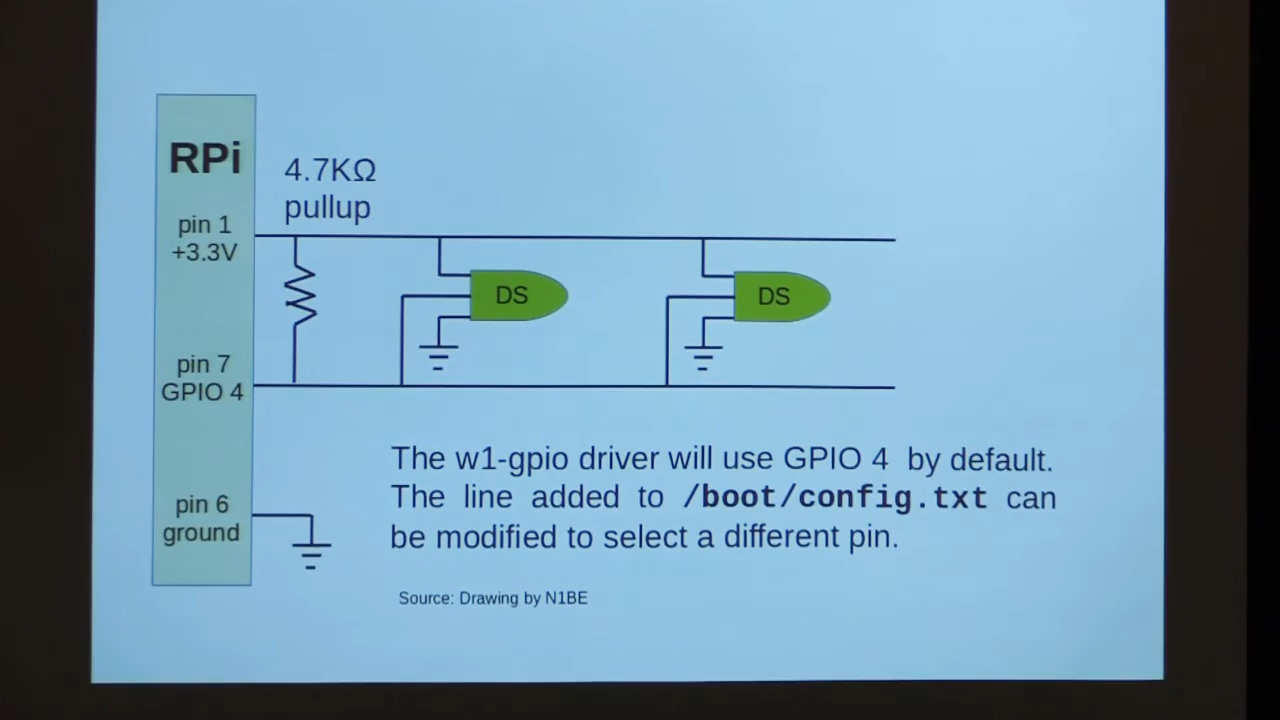 RPi
4.7KΩ
pullup
pin 1
+3.3V
DS
DS
pin 7
GPIO 4
The w1-gpio driver will use GPIO 4 by default.
The line added to /boot/config.txt can
be modified to select a different pin.
pin 6
ground
Source: Drawing by N1BE